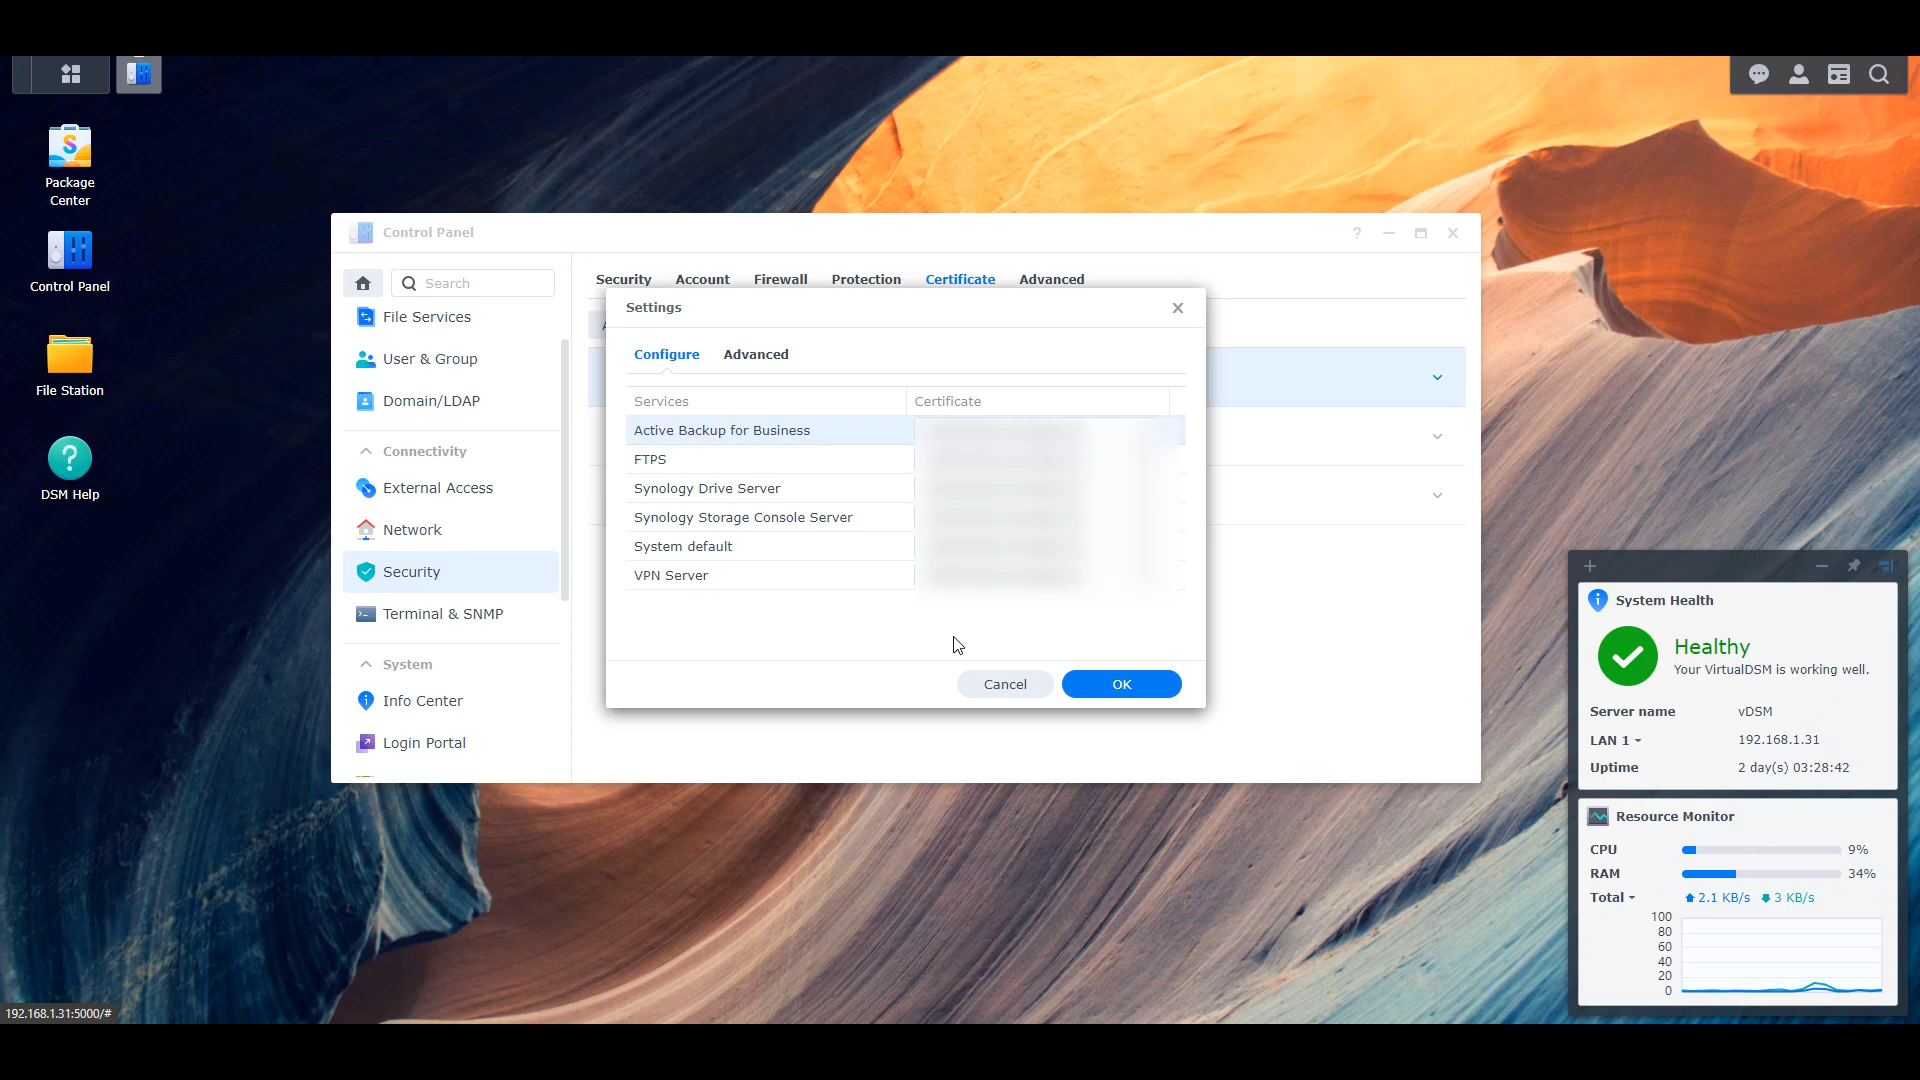 Package
Center
Control Panel
File Station
DSM Help
Control Panel
Search
File Services
User & Group
Domain/LDAP
Connectivity
External Access
Network
Security
Terminal & SNMP
System
Info Center
Login Portal
Security Account Firewall Protection Certificate Advanced
Settings
Configure Advanced
Services Certificate
Active Backup for Business
FTPS
Synology Drive Server
Synology Storage Console Server
System default
VPN Server
Cancel OK
System Health
Healthy
Your VirtualDSM is working well.
Server name vDSM
LAN 1 192.168.1.31
Uptime 2 day(s) 03:28:42
Resource Monitor
CPU 9%
RAM 34%
Total 2.1 KB/s 3 KB/s
100
80
60
40
20
0
192.168.1.31:5000/#